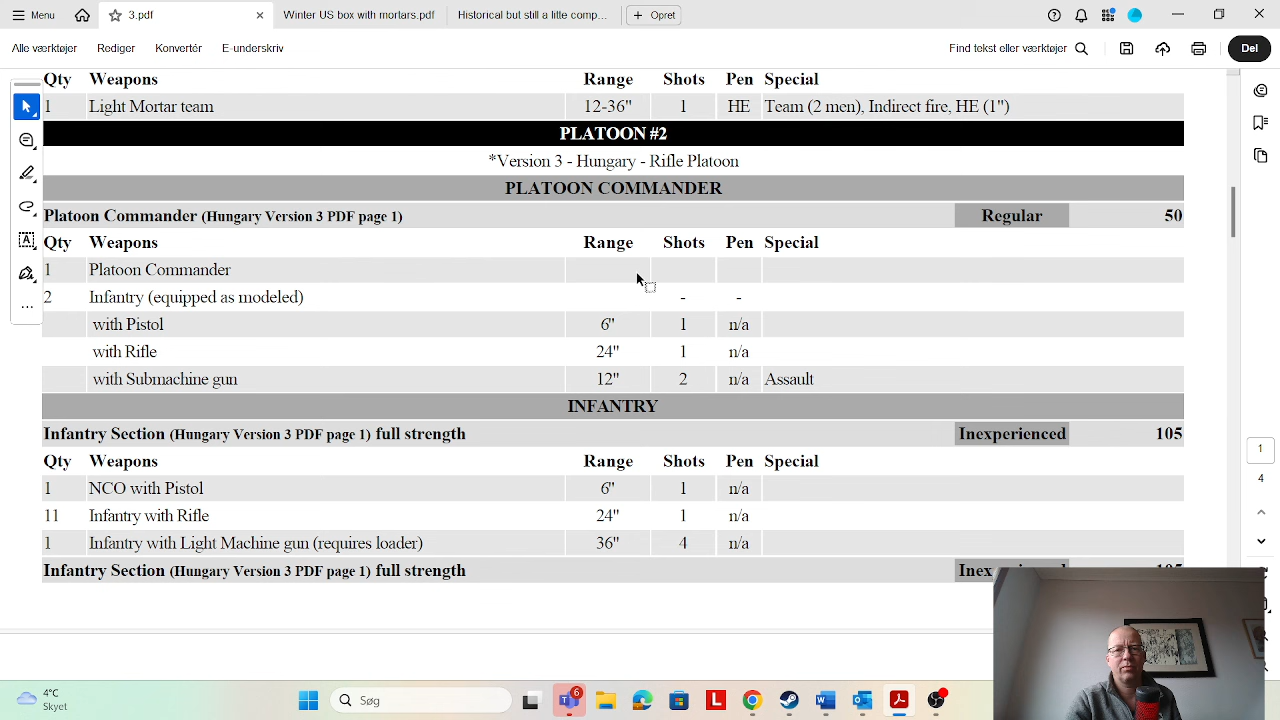 Menu 3.pdf Winter US box with mortars.pdf Historical but still a litte comp... Opret
Alle værktøjer Rediger Konvertér E-underskriv Find tekst eller værktøjer Del
Qty Weapons Range Shots Pen Special
1 Light Mortar team 12-36" 1 HE Team (2 men), Indirect fire, HE (1")
PLATOON #2
*Version 3 - Hungary - Rifle Platoon
PLATOON COMMANDER
Platoon Commander (Hungary Version 3 PDF page 1) Regular 50
Qty Weapons Range Shots Pen Special
1 Platoon Commander
2 Infantry (equipped as modeled) - -
with Pistol 6" 1 n/a
with Rifle 24" 1 n/a
with Submachine gun 12" 2 n/a Assault
INFANTRY
Infantry Section (Hungary Version 3 PDF page 1) full strength Inexperienced 105
Qty Weapons Range Shots Pen Special
1 NCO with Pistol 6" 1 n/a
11 Infantry with Rifle 24" 1 n/a
1 Infantry with Light Machine gun (requires loader) 36" 4 n/a
Infantry Section (Hungary Version 3 PDF page 1) full strength
1
4
4°C
Skyet
Søg
6